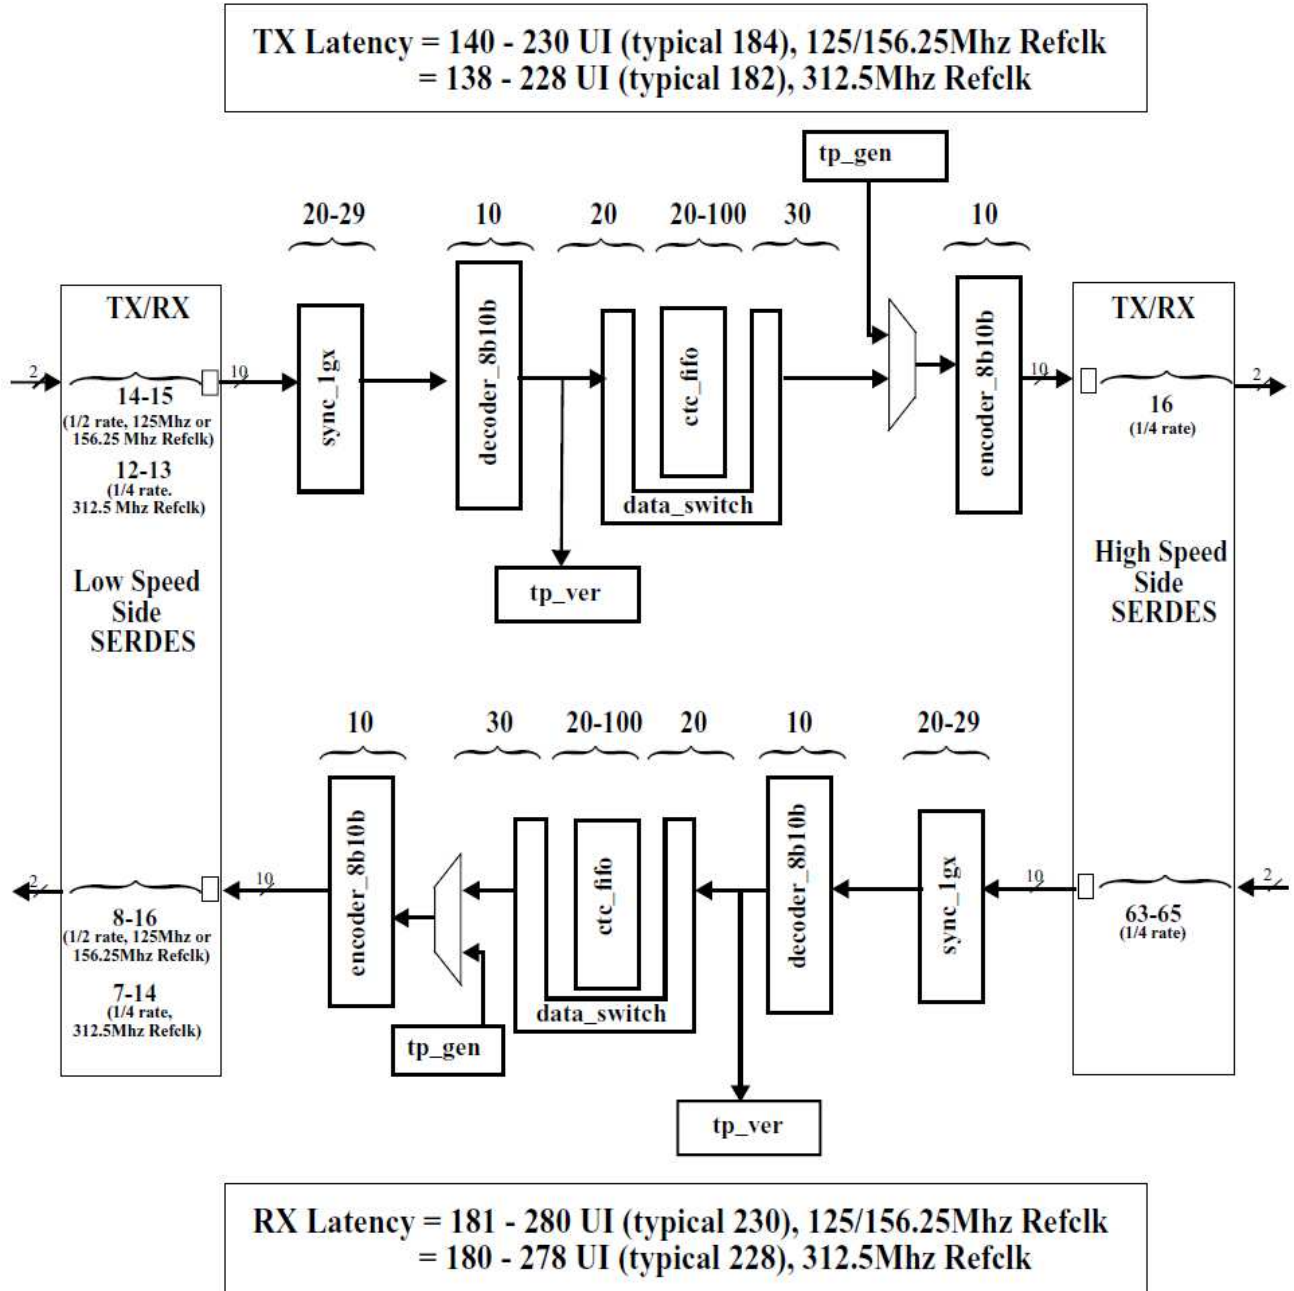 TX Latency = 140 - 230 UI (typical 184), 125/156.25Mhz Refclk
= 138 - 228 UI (typical 182), 312.5Mhz Refclk
tp_gen
20-29
10
20
20-100
30
10
TX/RX
TX/RX
sync_1gx
decoder_8b10b
ctc_fifo
data_switch
encoder_8b10b
2
10
10
2
14-15
(1/2 rate, 125Mhz or
156.25 Mhz Refclk)
12-13
(1/4 rate.
312.5 Mhz Refclk)
16
(1/4 rate)
tp_ver
Low Speed
Side
SERDES
High Speed
Side
SERDES
10
30
20-100
20
10
20-29
encoder_8b10b
ctc_fifo
data_switch
decoder_8b10b
sync_1gx
2
10
10
2
8-16
(1/2 rate, 125Mhz or
156.25Mhz Refclk)
7-14
(1/4 rate,
312.5Mhz Refclk)
63-65
(1/4 rate)
tp_gen
tp_ver
RX Latency = 181 - 280 UI (typical 230), 125/156.25Mhz Refclk
= 180 - 278 UI (typical 228), 312.5Mhz Refclk